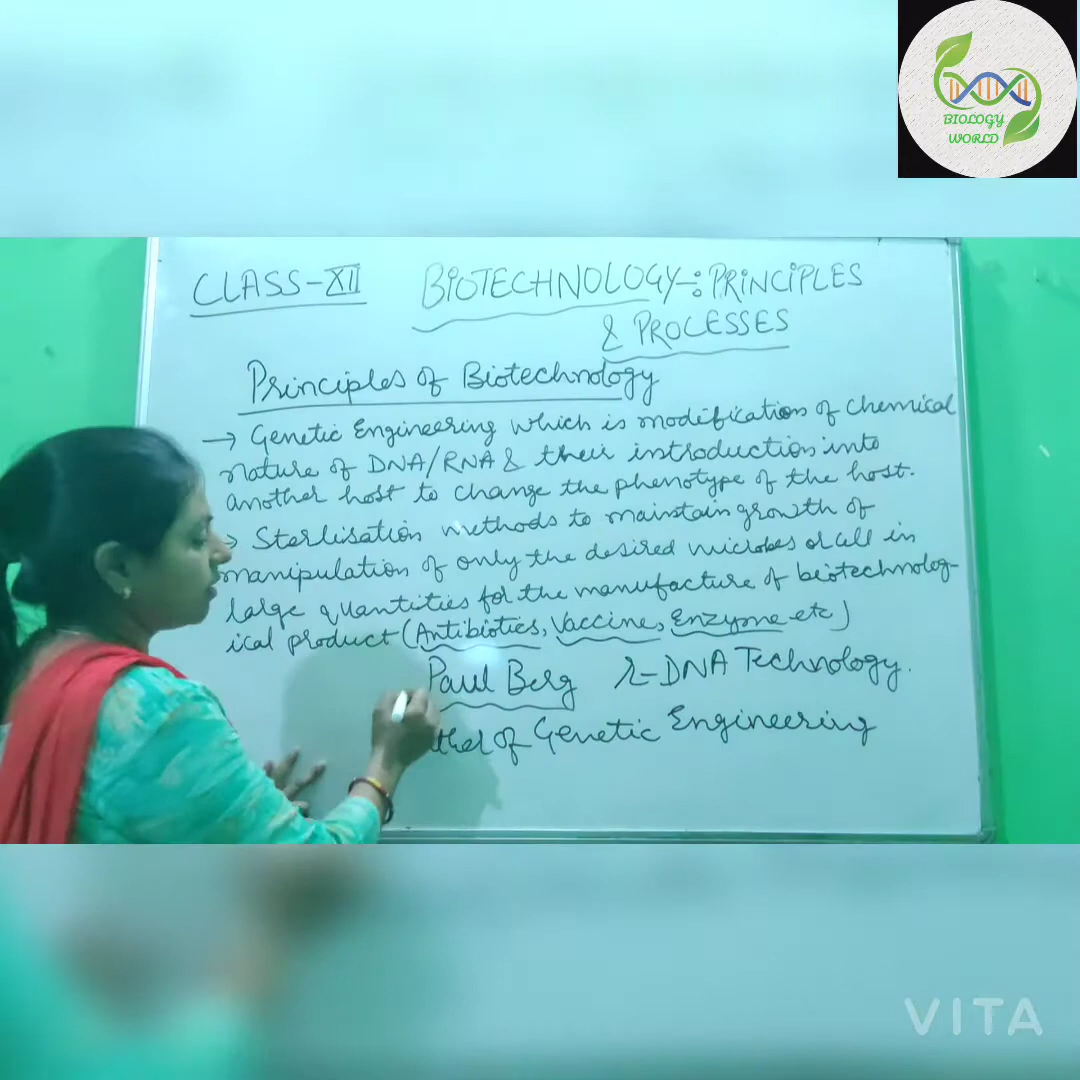 BIOLOGY
WORLD
CLASS-XII BIOTECHNOLOGY-: PRINCIPLES
& PROCESSES
Principles of Biotechnology
→ Genetic Engineering which is modification of chemical
nature of DNA/RNA & their introduction into
another host to change the phenotype of the host.
→ Sterlisation methods to maintain growth of
manipulation of only the desired microbes or all in
large quantities for the manufacture of biotechnolog-
ical product (Antibiotics, Vaccine, Enzyme etc)
Paul Berg r-DNA Technology.
ther of Genetic Engineering
VITA